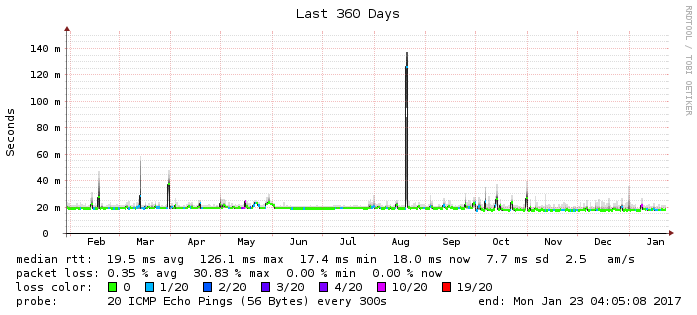 Last 360 Days
RRDTOOL / TOBI OETIKER
Seconds
140 m
120 m
100 m
80 m
60 m
40 m
20 m
0
Feb Mar Apr May Jun Jul Aug Sep Oct Nov Dec Jan
median rtt: 19.5 ms avg 126.1 ms max 17.4 ms min 18.0 ms now 7.7 ms sd 2.5 am/s
packet loss: 0.35 % avg 30.83 % max 0.00 % min 0.00 % now
loss color: 0 1/20 2/20 3/20 4/20 10/20 19/20
probe: 20 ICMP Echo Pings (56 Bytes) every 300s end: Mon Jan 23 04:05:08 2017